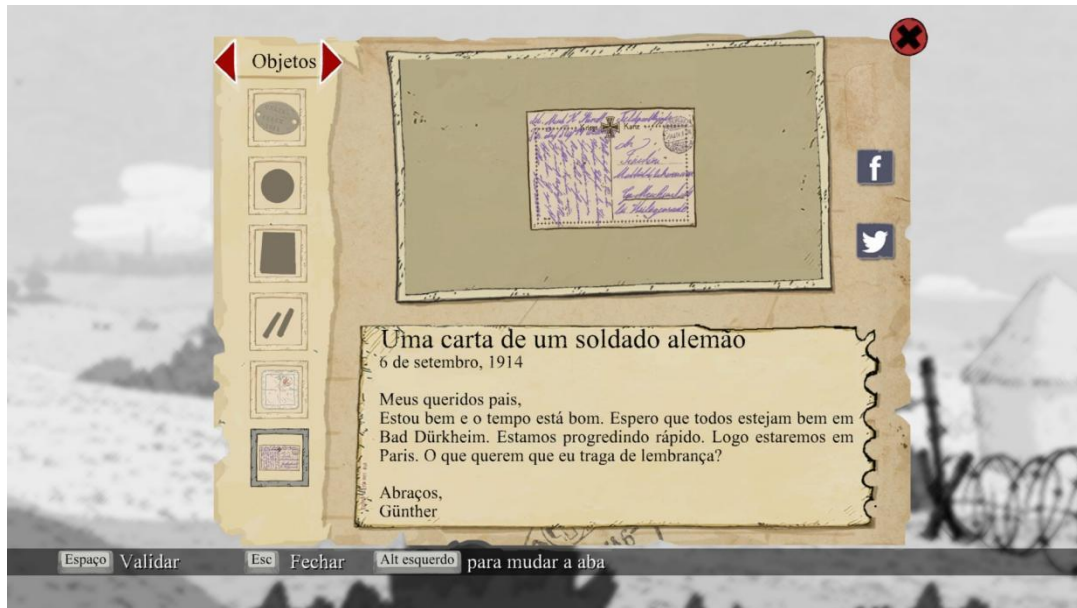 Objetos
f
Uma carta de um soldado alemão
6 de setembro, 1914
Meus queridos pais,
Estou bem e o tempo está bom. Espero que todos estejam bem em
Bad Dürkheim. Estamos progredindo rápido. Logo estaremos em
Paris. O que querem que eu traga de lembrança?
Abraços,
Günther
Espaço Validar Esc Fechar Alt esquerdo para mudar a aba